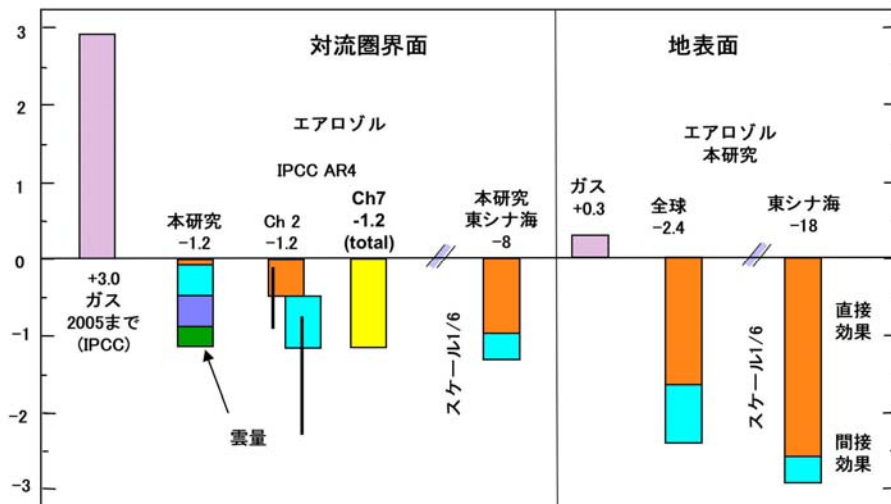 3
2
1
0
-1
-2
-3
対流圏界面
地表面
エアロゾル
IPCC AR4
本研究
-1.2
Ch 2
-1.2
Ch7
-1.2
(total)
本研究
東シナ海
-8
+3.0
ガス
2005まで
(IPCC)
雲量
スケール1/6
エアロゾル
本研究
ガス
+0.3
全球
-2.4
東シナ海
-18
スケール1/6
直接
効果
間接
効果